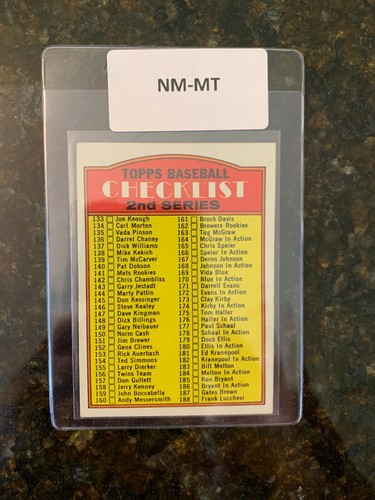 NM-MT
TOPPS BASEBALL
CHECKLIST
2nd SERIES
133 Joe Keough
134 Carl Morton
135 Vada Pinson
136 Darrel Chaney
137 Dick Williams
138 Mike Kekich
139 Tim McCarver
140 Pat Dobson
141 Mets Rookies
142 Chris Chambliss
143 Garry Jestadt
144 Marty Pattin
145 Don Kessinger
146 Steve Kealey
147 Dave Kingman
148 Dick Billings
149 Gary Neibauer
150 Norm Cash
151 Jim Brewer
152 Gene Clines
153 Rick Auerbach
154 Ted Simmons
155 Larry Dierker
156 Twins Team
157 Don Gullett
158 Jerry Kenney
159 John Boccabella
160 Andy Messersmith
161 Brock Davis
162 Brewers Rookies
163 Tug McGraw
164 McGraw In Action
165 Chris Speier
166 Speier In Action
167 Deron Johnson
168 Johnson In Action
169 Vida Blue
170 Blue In Action
171 Darrell Evans
172 Evans In Action
173 Clay Kirby
174 Kirby In Action
175 Tom Haller
176 Haller In Action
177 Paul Schaal
178 Schaal In Action
179 Dock Ellis
180 Ellis In Action
181 Ed Kranepool
182 Kranepool In Action
183 Bill Melton
184 Melton In Action
185 Ron Bryant
186 Bryant In Action
187 Gates Brown
188 Frank Lucchesi